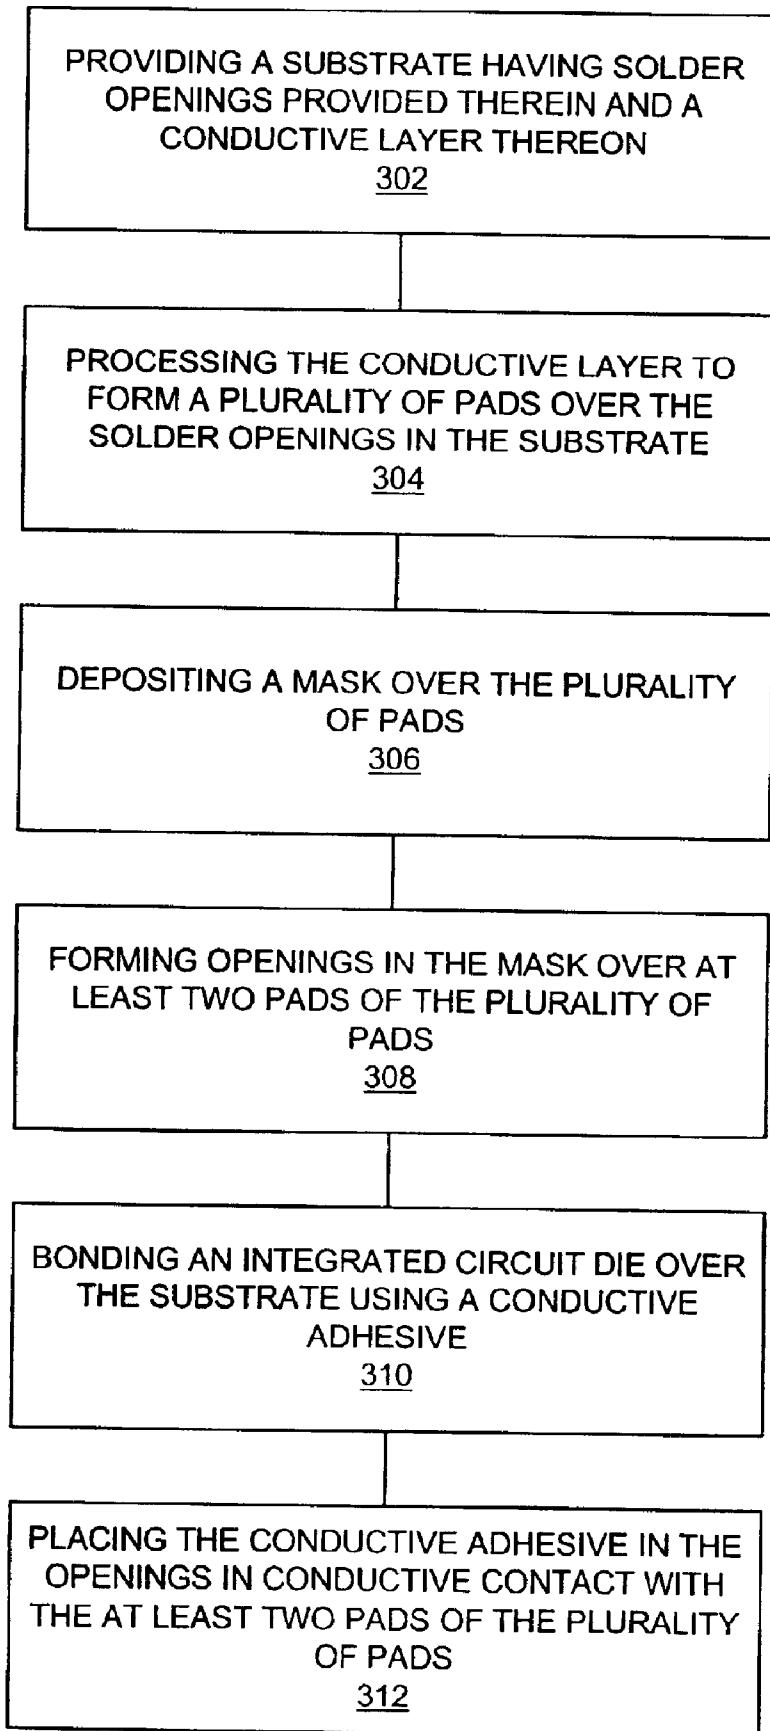 PROVIDING A SUBSTRATE HAVING SOLDER
OPENINGS PROVIDED THEREIN AND A
CONDUCTIVE LAYER THEREON
302
PROCESSING THE CONDUCTIVE LAYER TO
FORM A PLURALITY OF PADS OVER THE
SOLDER OPENINGS IN THE SUBSTRATE
304
DEPOSITING A MASK OVER THE PLURALITY
OF PADS
306
FORMING OPENINGS IN THE MASK OVER AT
LEAST TWO PADS OF THE PLURALITY OF
PADS
308
BONDING AN INTEGRATED CIRCUIT DIE OVER
THE SUBSTRATE USING A CONDUCTIVE
ADHESIVE
310
PLACING THE CONDUCTIVE ADHESIVE IN THE
OPENINGS IN CONDUCTIVE CONTACT WITH
THE AT LEAST TWO PADS OF THE PLURALITY
OF PADS
312